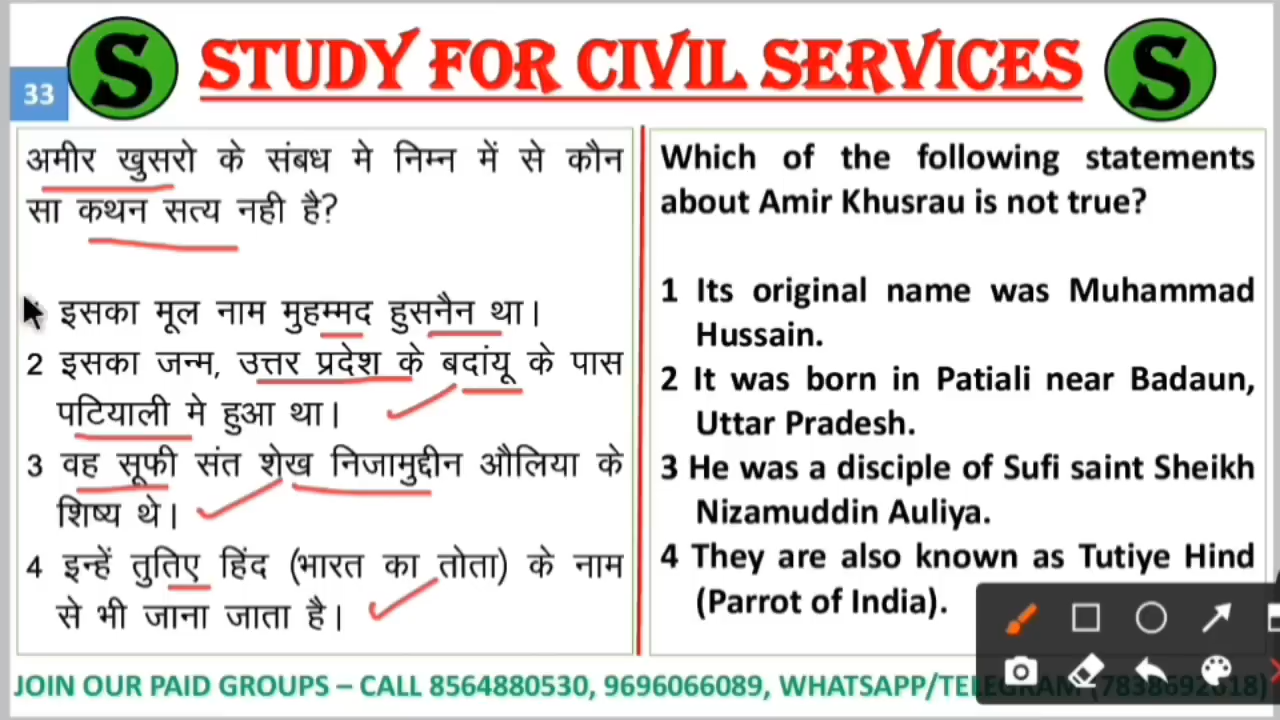 S STUDY FOR CIVIL SERVICES S
33
अमीर खुसरो के संबध मे निम्न में से कौन
सा कथन सत्य नही है?
इसका मूल नाम मुहम्मद हुसनैन था।
2 इसका जन्म, उत्तर प्रदेश के बदांयू के पास
पटियाली मे हुआ था।
3 वह सूफी संत शेख निजामुद्दीन औलिया के
शिष्य थे।
4 इन्हें तुतिए हिंद (भारत का तोता) के नाम
से भी जाना जाता है।
Which of the following statements
about Amir Khusrau is not true?
1 Its original name was Muhammad
Hussain.
2 It was born in Patiali near Badaun,
Uttar Pradesh.
3 He was a disciple of Sufi saint Sheikh
Nizamuddin Auliya.
4 They are also known as Tutiye Hind
(Parrot of India).
JOIN OUR PAID GROUPS – CALL 8564880530, 9696066089, WHATSAPP/TELEGRAM